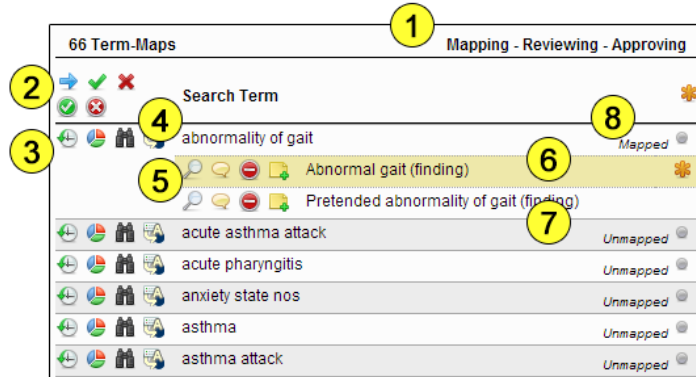 1
66 Term-Maps Mapping - Reviewing - Approving
2
Search Term
3 4 abnormality of gait 8 Mapped
5 Abnormal gait (finding) 6
Pretended abnormality of gait (finding) 7
acute asthma attack Unmapped
acute pharyngitis Unmapped
anxiety state nos Unmapped
asthma Unmapped
asthma attack Unmapped